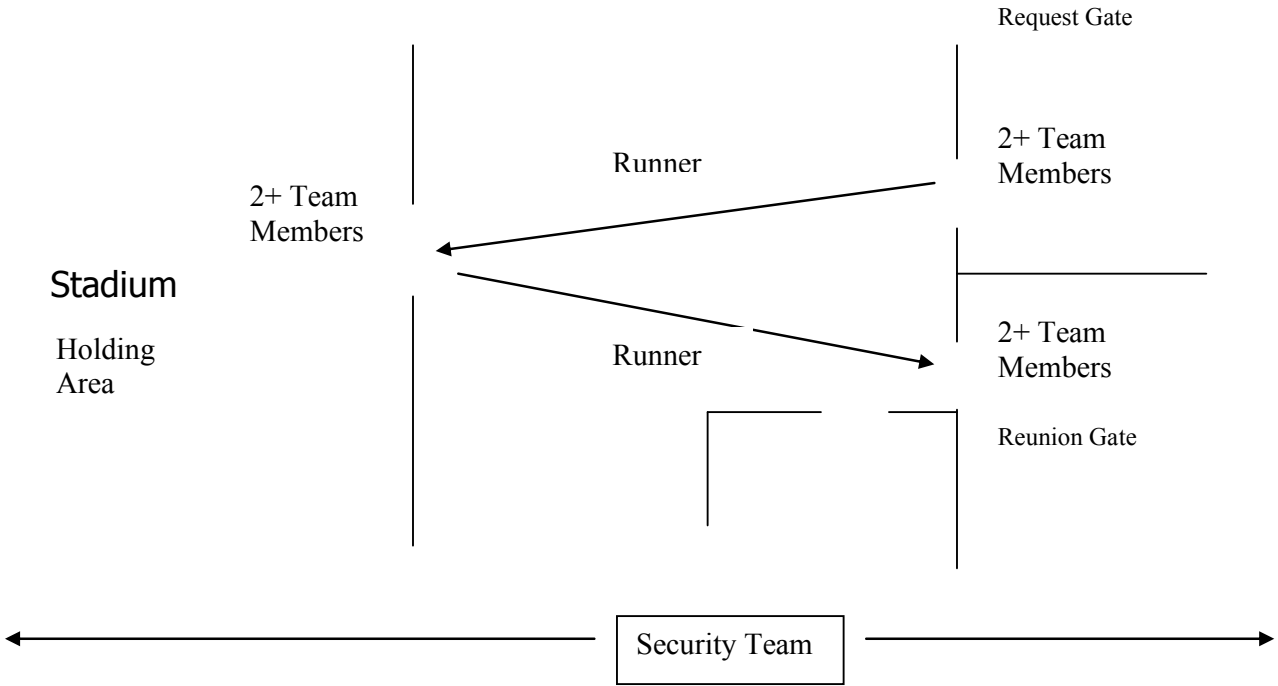 Request Gate
2+ Team
Members
Runner
2+ Team
Members
Stadium
Holding
Area
Runner
2+ Team
Members
Reunion Gate
Security Team